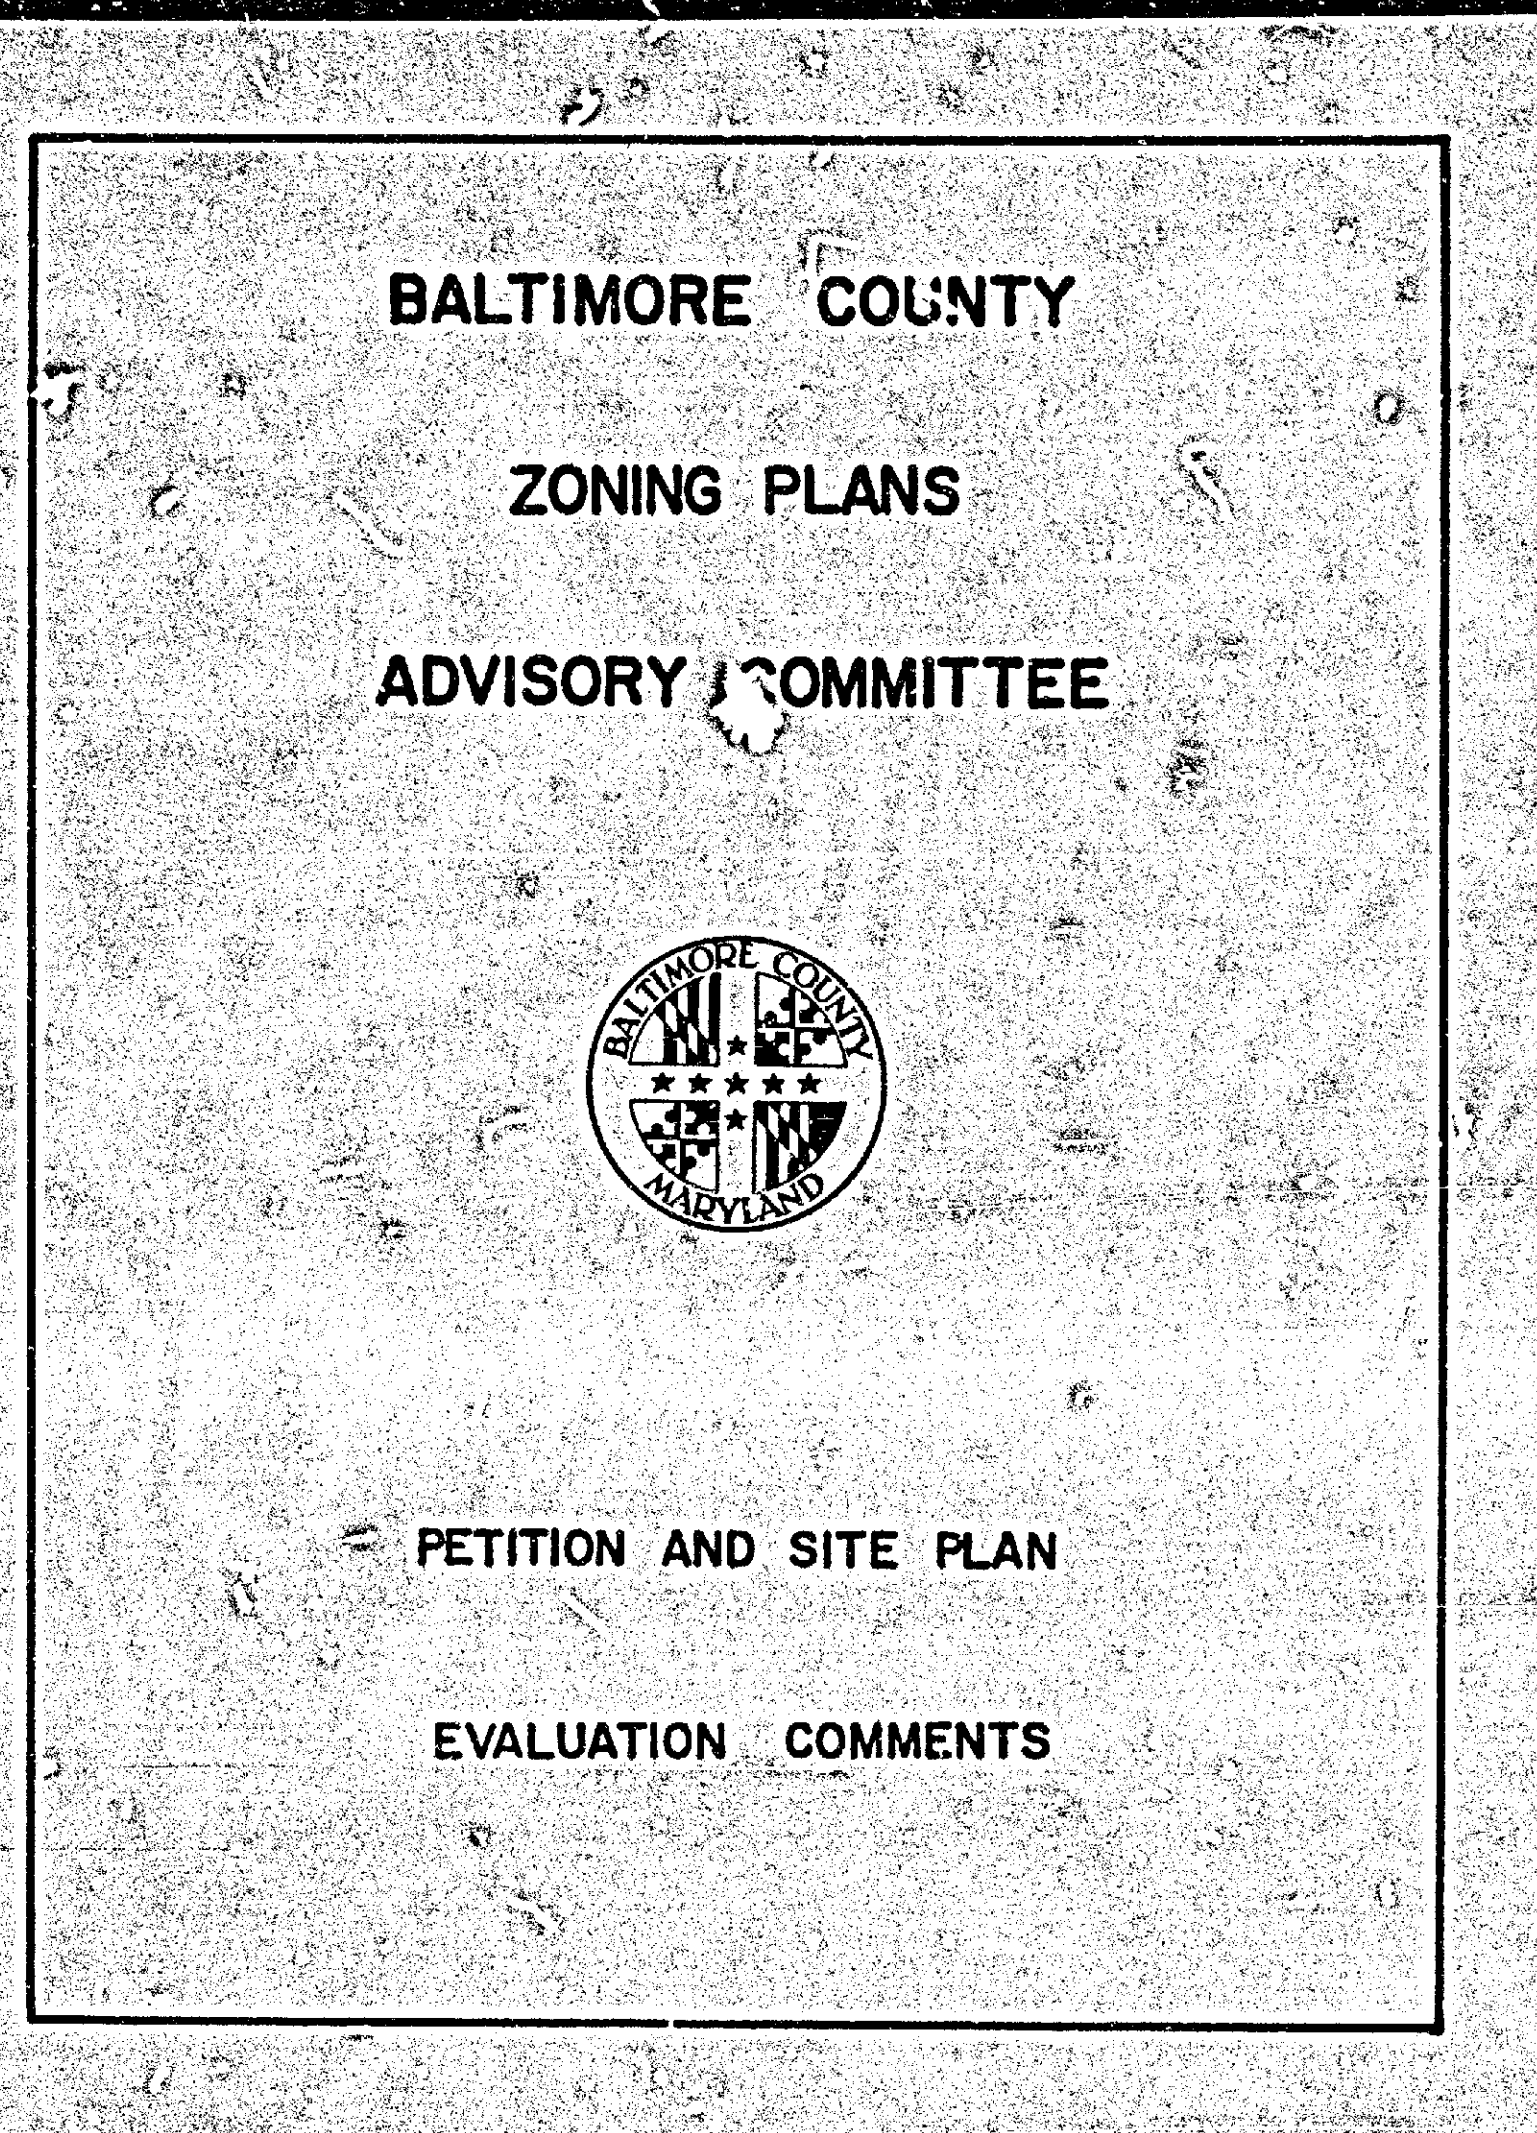 BALTIMORE COUNTY
ZONING PLANS
ADVISORY COMMITTEE
BALTIMORE COUNTY
MARYLAND
PETITION AND SITE PLAN
EVALUATION COMMENTS